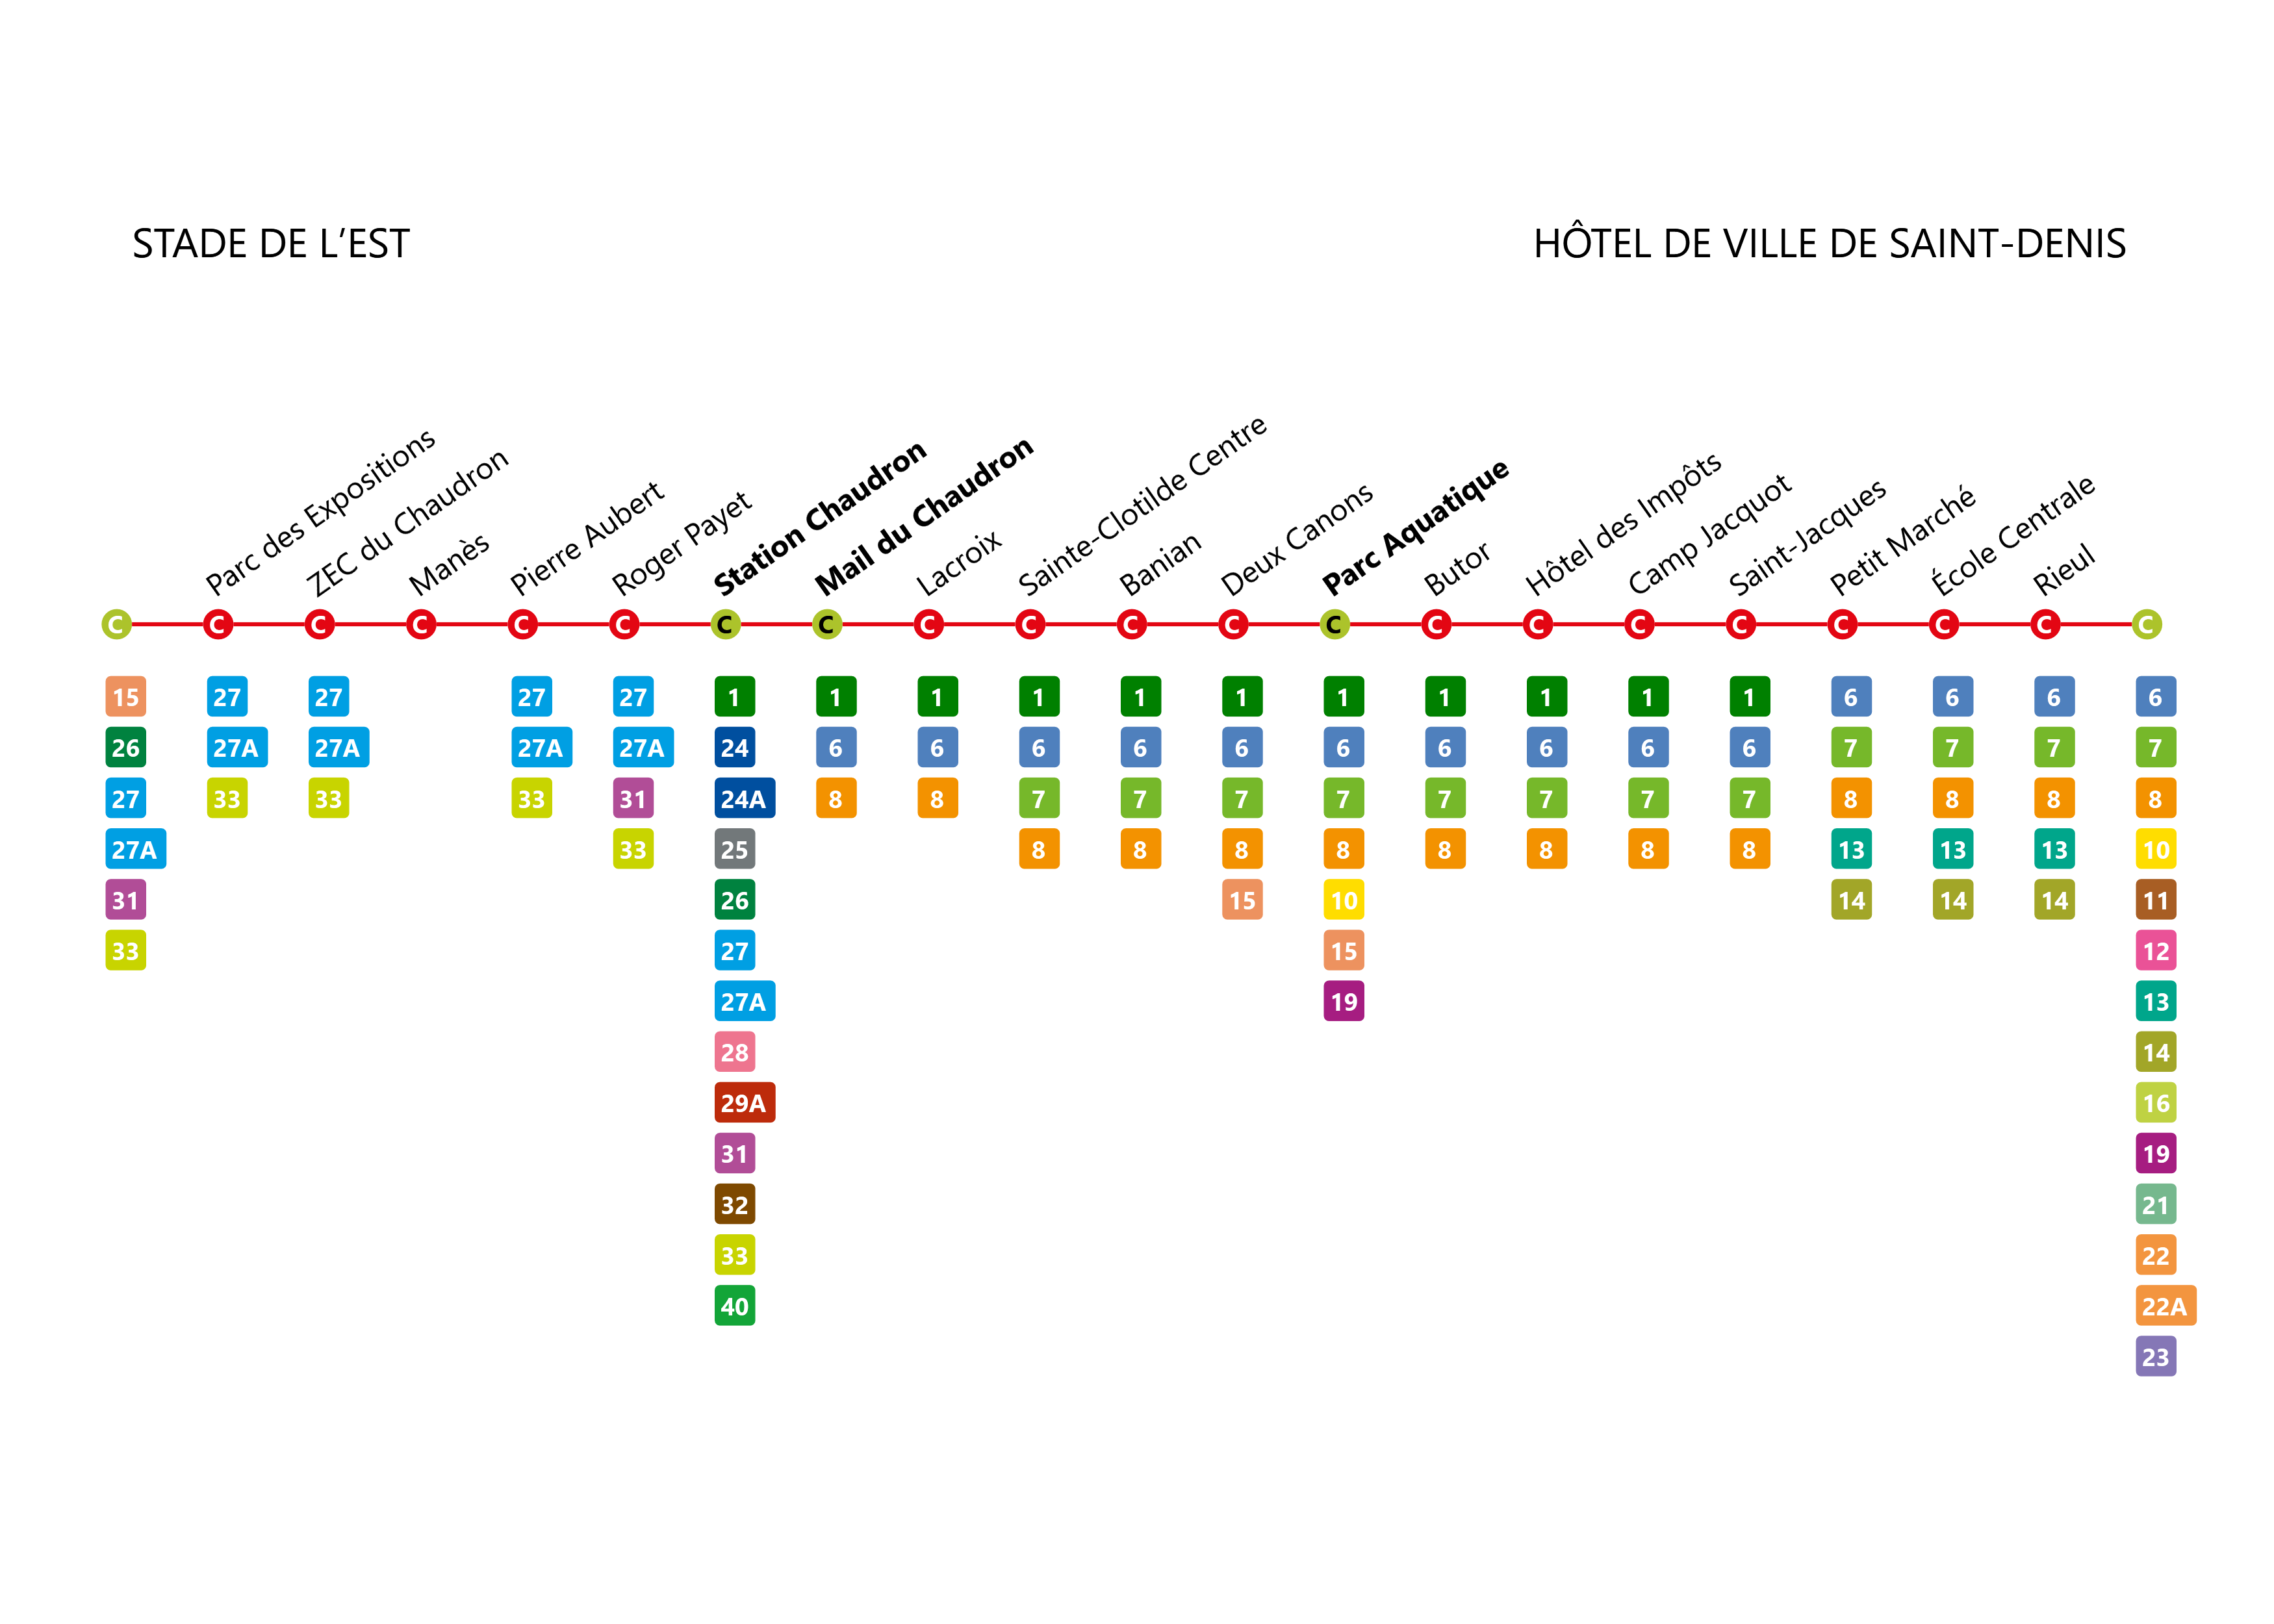 STADE DE L’EST
HÔTEL DE VILLE DE SAINT-DENIS
Parc des Expositions
ZEC du Chaudron
Manès
Pierre Aubert
Roger Payet
Station Chaudron
Mail du Chaudron
Lacroix
Sainte-Clotilde Centre
Banian
Deux Canons
Parc Aquatique
Butor
Hôtel des Impôts
Camp Jacquot
Saint-Jacques
Petit Marché
École Centrale
Rieul
C C C C C C C C C C C C C C C C C C C C C
15 27 27 27 27 1 1 1 1 1 1 1 1 1 1 1 6 6 6 6
26 27A 27A 27A 27A 24 6 6 6 6 6 6 6 6 6 6 7 7 7 7
27 33 33 33 31 24A 8 8 7 7 7 7 7 7 7 7 8 8 8 8
27A 33 25 8 8 8 8 8 8 8 8 13 13 13 10
31 26 15 10 14 14 14 11
33 27 15 12
27A 19 13
28 14
29A 16
31 19
32 21
33 22
40 22A
23